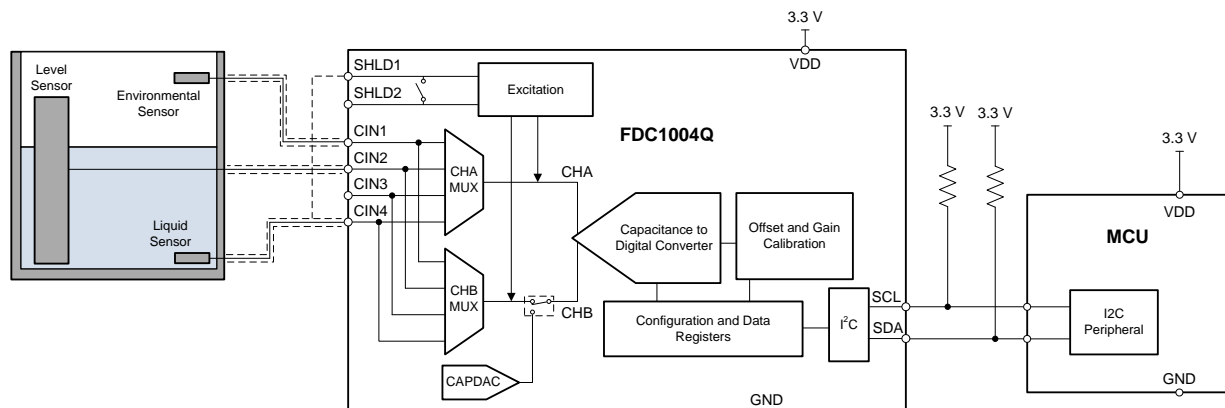 Level
Sensor
Environmental
Sensor
Liquid
Sensor
SHLD1
SHLD2
CIN1
CIN2
CIN3
CIN4
Excitation
CHA
MUX
CHB
MUX
CAPDAC
CHA
CHB
3.3 V
VDD
FDC1004Q
Capacitance to
Digital Converter
Offset and Gain
Calibration
Configuration and Data
Registers
I²C
SCL
SDA
GND
3.3 V
3.3 V
3.3 V
VDD
MCU
I2C
Peripheral
GND